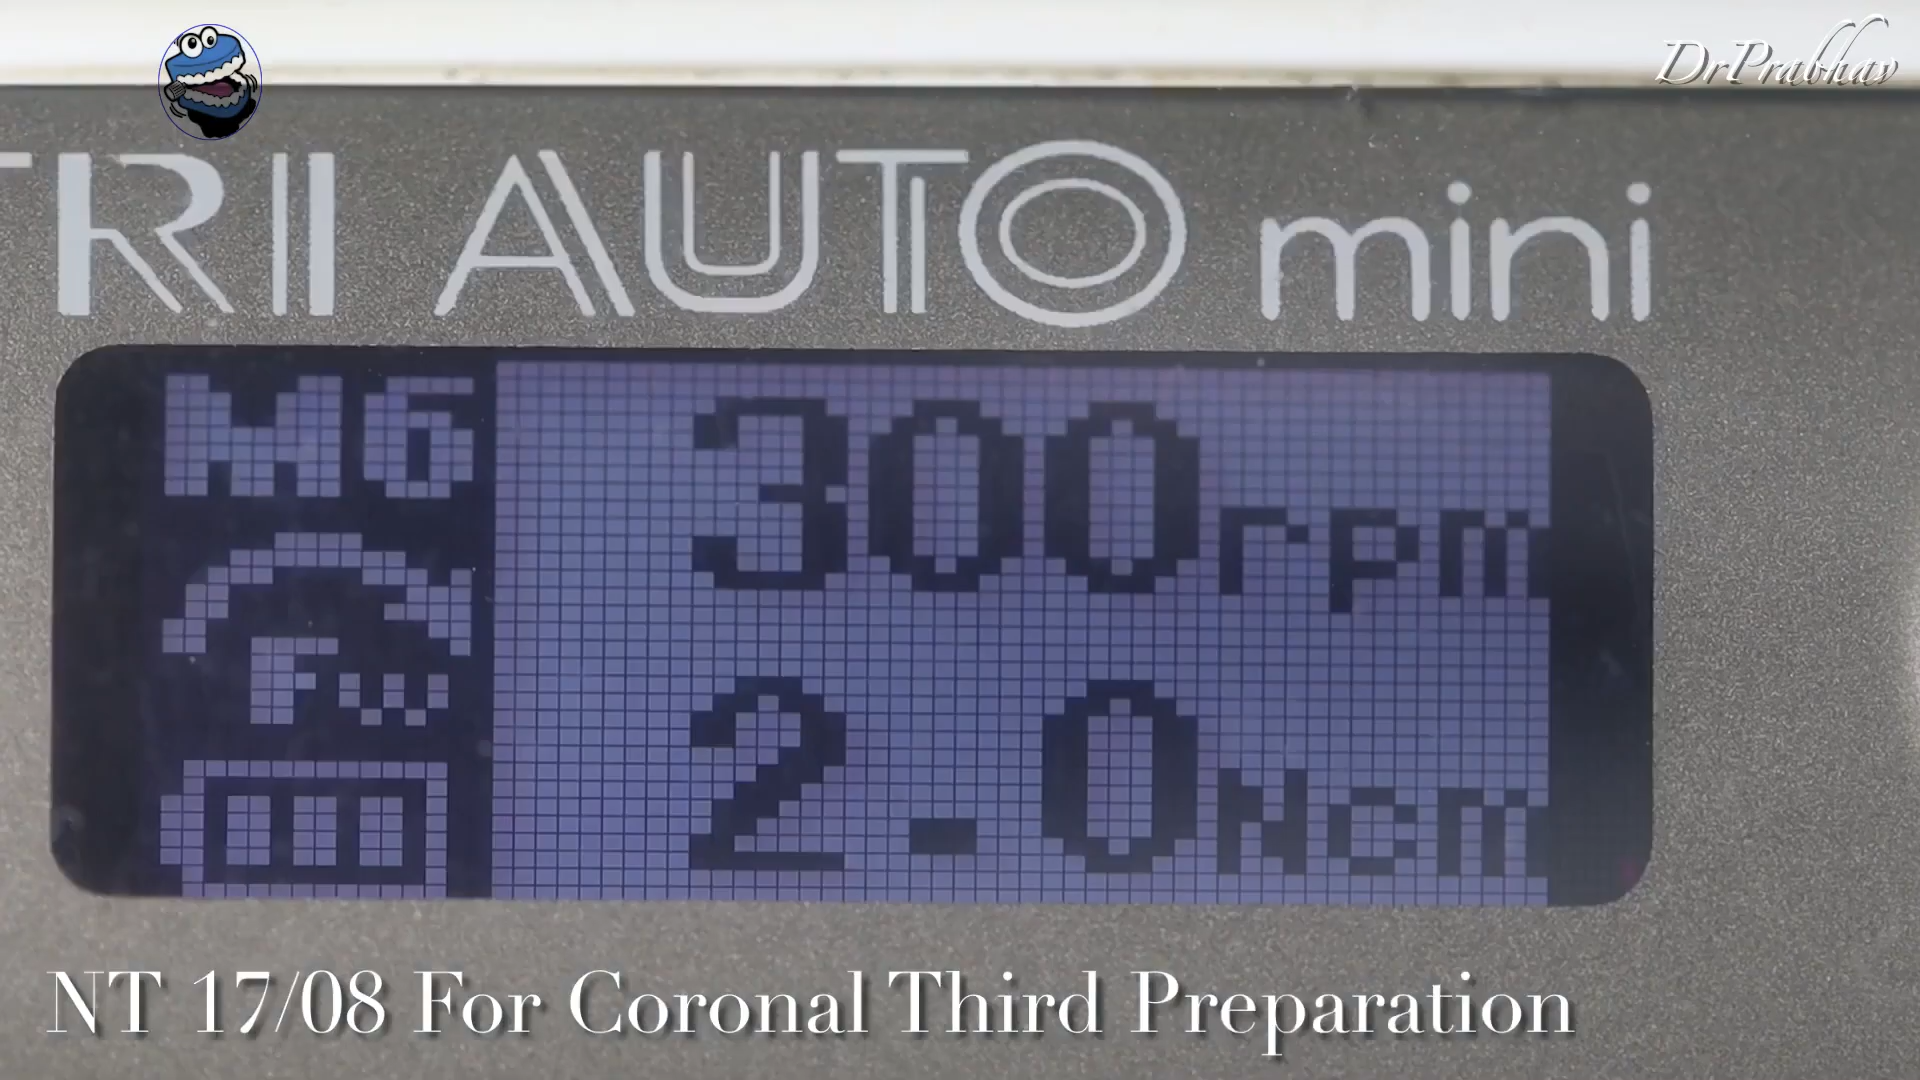 DrPrabhav
TRI AUTO mini
M6
300rpm
Fw
2.0Ncm
NT 17/08 For Coronal Third Preparation